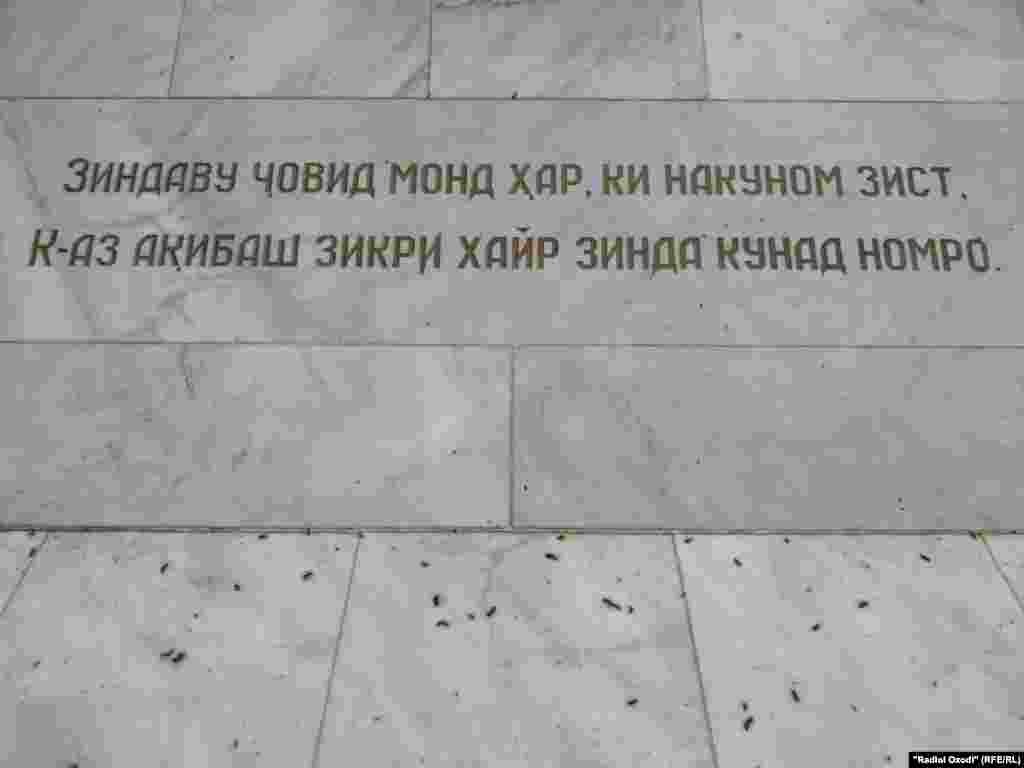 ЗИНДАВУ ҶОВИД МОНД ҲАР, КИ НАКУНОМ ЗИСТ,
К-АЗ АҚИБАШ ЗИКРИ ХАЙР ЗИНДА КУНАД НОМРО.
"Radioi Ozodi" (RFE/RL)